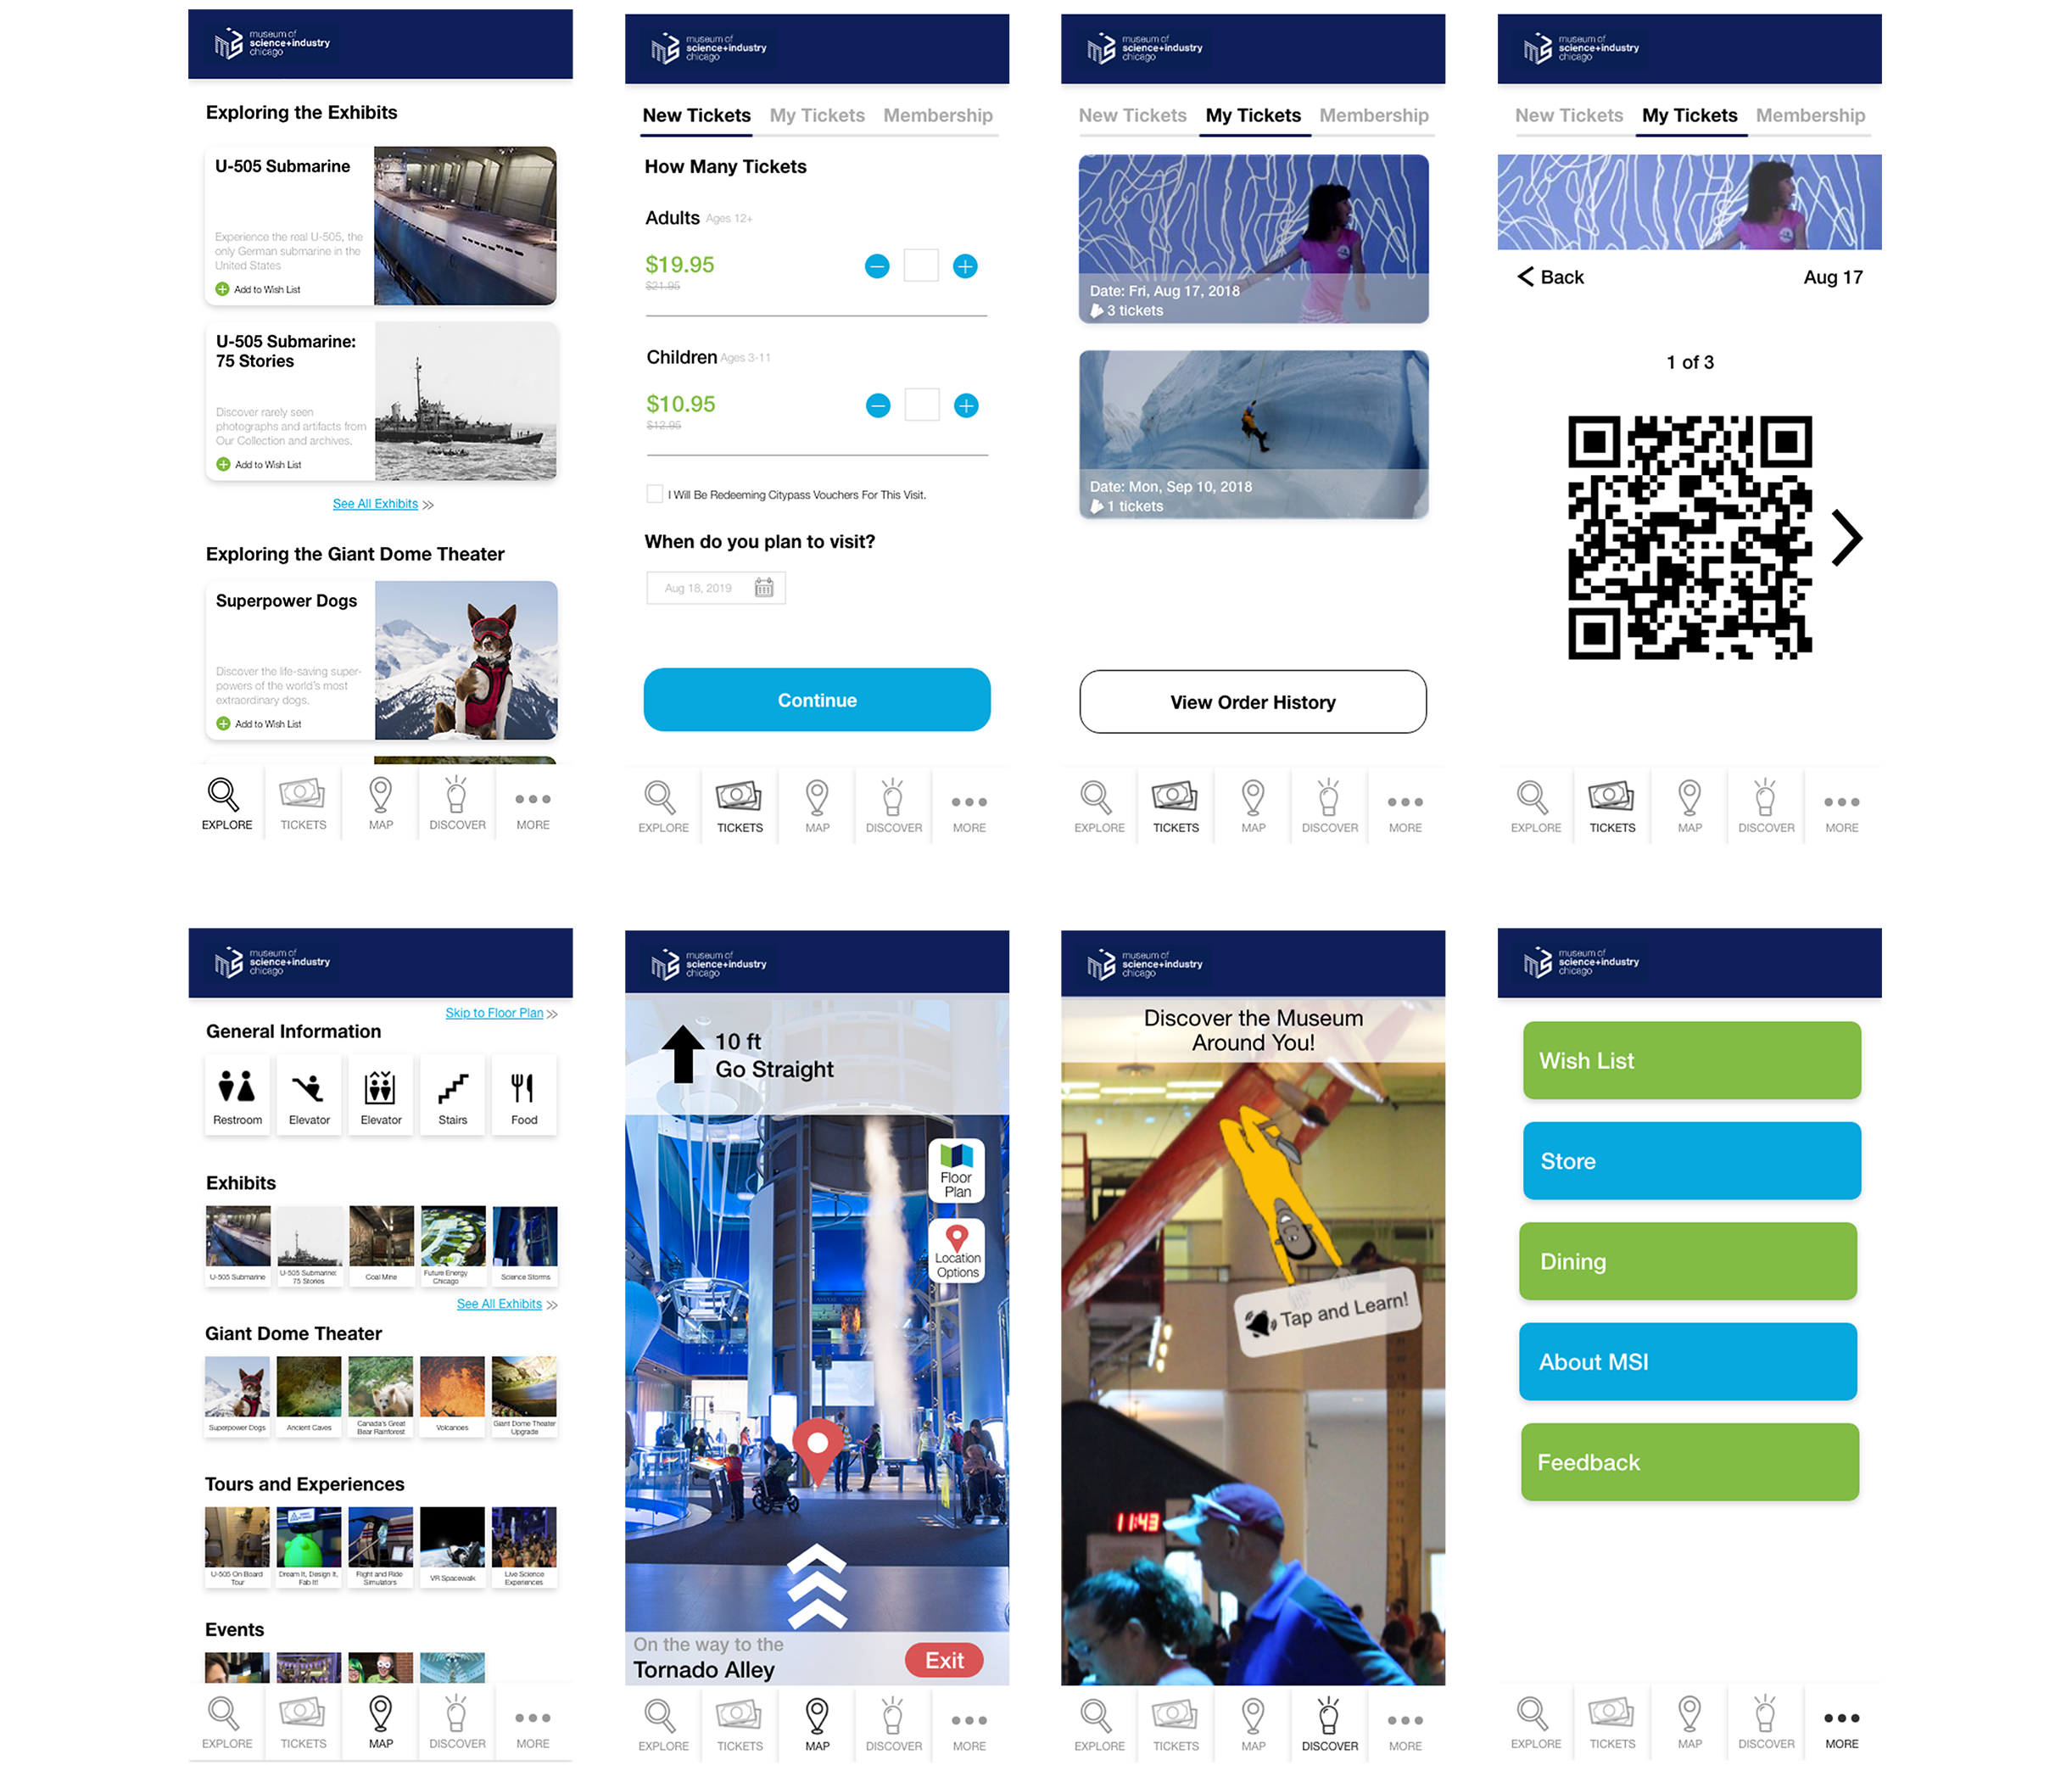 museum of
science+industry
chicago
Exploring the Exhibits
U-505 Submarine
Experience the real U-505, the
only German submarine in the
United States
Add to Wish List
U-505 Submarine:
75 Stories
Discover rarely seen
photographs and artifacts from
Our Collection and archives.
Add to Wish List
See All Exhibits
Exploring the Giant Dome Theater
Superpower Dogs
Discover the life-saving super-
powers of the world's most
extraordinary dogs.
Add to Wish List
EXPLORE TICKETS MAP DISCOVER MORE
museum of
science+industry
chicago
New Tickets My Tickets Membership
How Many Tickets
Adults Ages 12+
$19.95
$21.95
Children Ages 3-11
$10.95
$12.95
I Will Be Redeeming Citypass Vouchers For This Visit.
When do you plan to visit?
Aug 18, 2019
Continue
EXPLORE TICKETS MAP DISCOVER MORE
museum of
science+industry
chicago
New Tickets My Tickets Membership
Date: Fri, Aug 17, 2018
3 tickets
Date: Mon, Sep 10, 2018
1 tickets
View Order History
EXPLORE TICKETS MAP DISCOVER MORE
museum of
science+industry
chicago
New Tickets My Tickets Membership
Back Aug 17
1 of 3
EXPLORE TICKETS MAP DISCOVER MORE
museum of
science+industry
chicago
Skip to Floor Plan
General Information
Restroom Elevator Elevator Stairs Food
Exhibits
U-505 Submarine
U-505 Submarine:
75 Stories
Coal Mine
Future Energy
Chicago
Science Storms
See All Exhibits
Giant Dome Theater
Superpower Dogs
Ancient Caves
Canada's Great
Bear Rainforest
Volcanoes
Giant Dome Theater
Upgrade
Tours and Experiences
U-505 On Board
Tour
Dream It, Design it,
Fab It!
Flight and Ride
Simulators
VR Spacewalk
Live Science
Experiences
Events
EXPLORE TICKETS MAP DISCOVER MORE
museum of
science+industry
chicago
10 ft
Go Straight
Floor
Plan
Location
Options
On the way to the
Tornado Alley
Exit
EXPLORE TICKETS MAP DISCOVER MORE
museum of
science+industry
chicago
Discover the Museum
Around You!
Tap and Learn!
11:43
EXPLORE TICKETS MAP DISCOVER MORE
museum of
science+industry
chicago
Wish List
Store
Dining
About MSI
Feedback
EXPLORE TICKETS MAP DISCOVER MORE